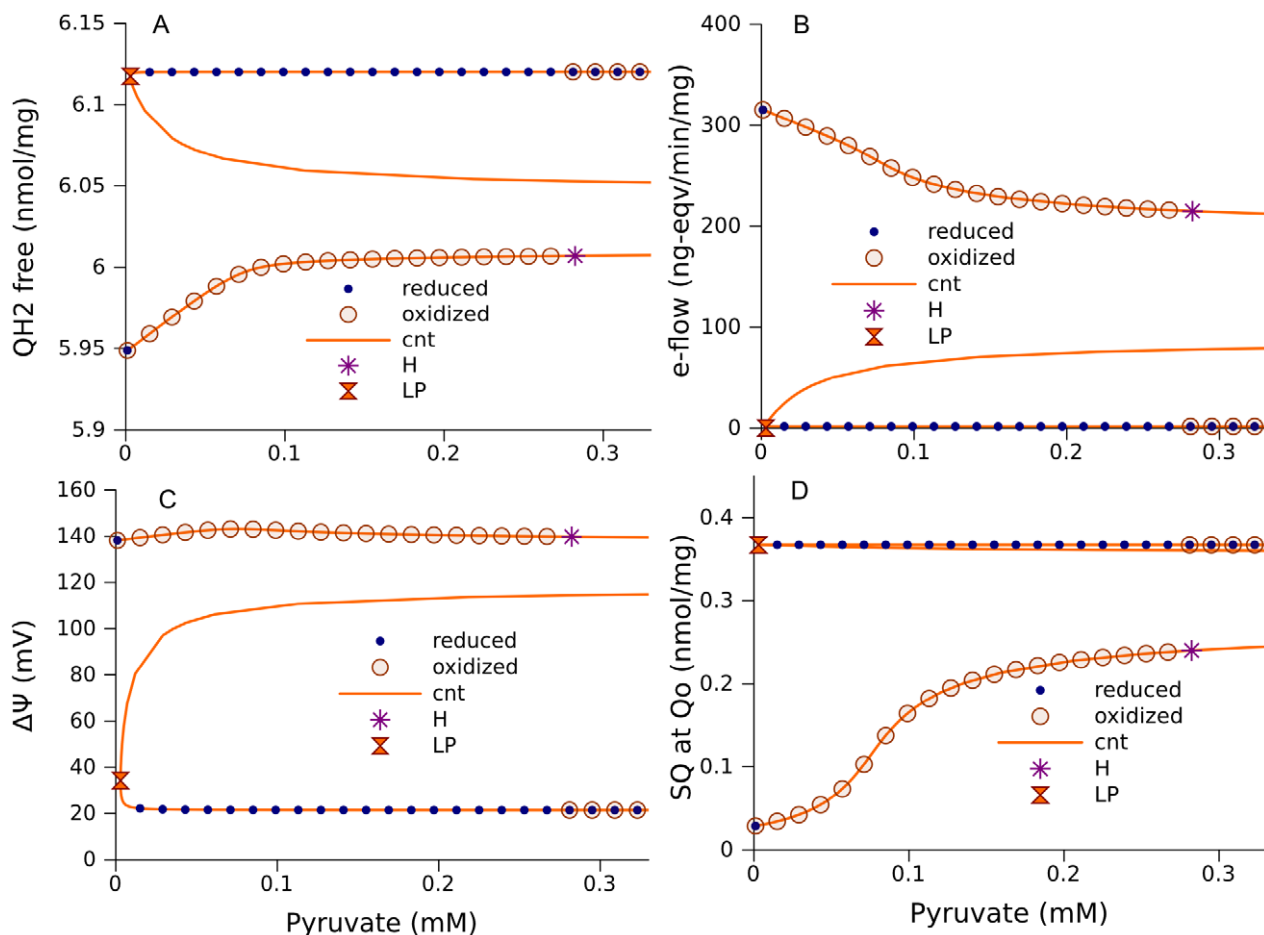 A
QH2 free (nmol/mg)
6.15
6.1
6.05
6
5.95
5.9
0
0.1
0.2
0.3
reduced
oxidized
cnt
H
LP
B
e-flow (ng-eqv/min/mg)
400
300
200
100
0
0
0.1
0.2
0.3
reduced
oxidized
cnt
H
LP
C
ΔΨ (mV)
160
140
120
100
80
60
40
20
0
0
0.1
0.2
0.3
Pyruvate (mM)
reduced
oxidized
cnt
H
LP
D
SQ at Qo (nmol/mg)
0.4
0.3
0.2
0.1
0
0
0.1
0.2
0.3
Pyruvate (mM)
reduced
oxidized
cnt
H
LP